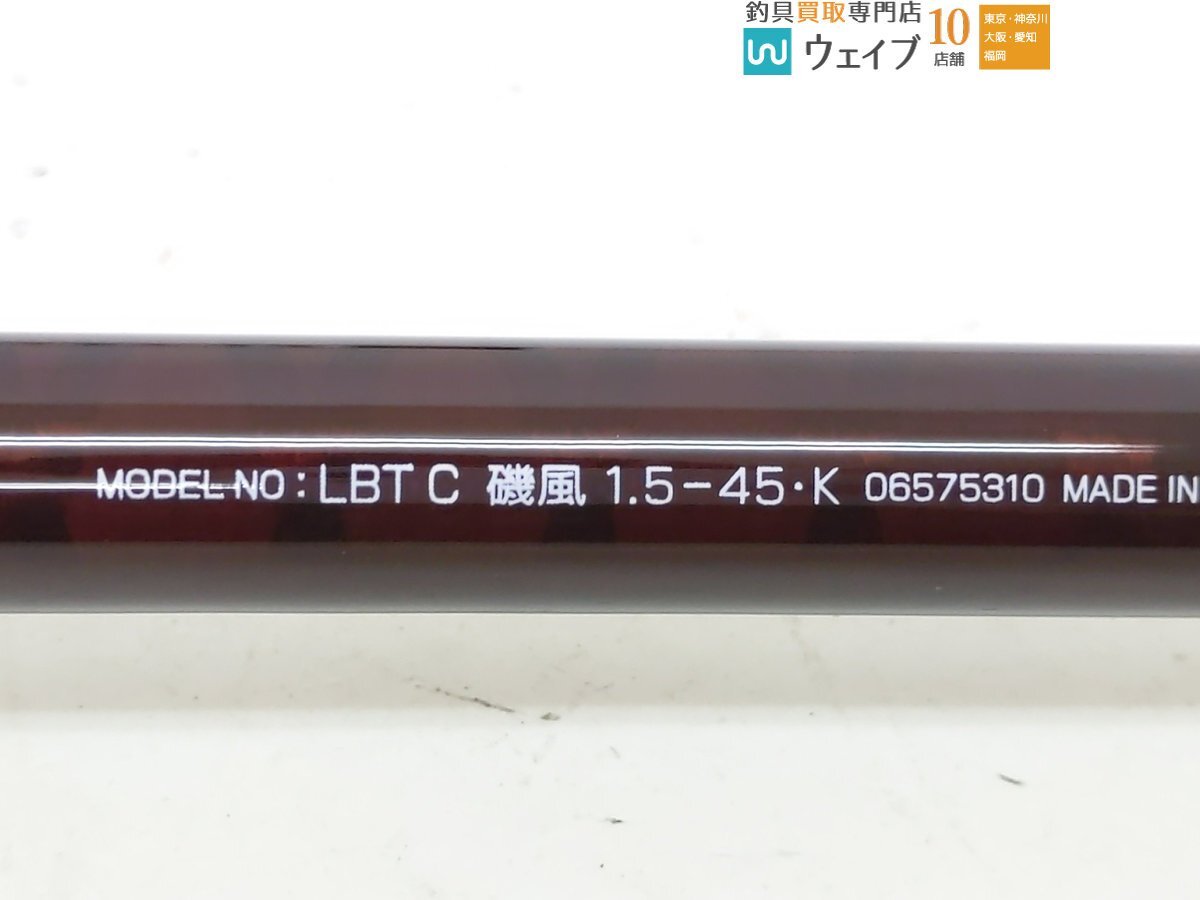 釣具買取専門店
ウェイブ
10
店舗
東京・神奈川
大阪・愛知
福岡
MODEL NO : LBT C 磯風 1.5-45・K 06575310 MADE IN